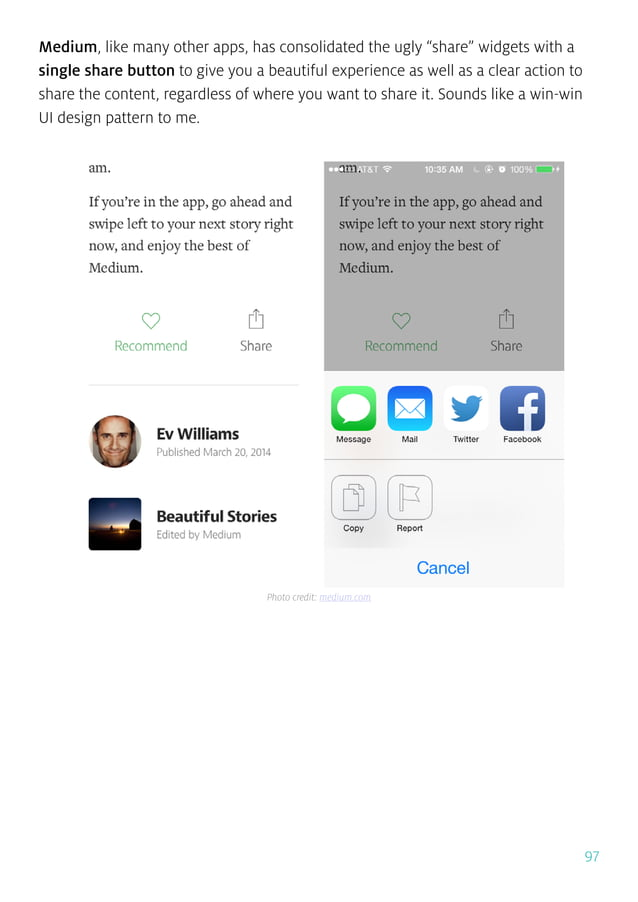 Medium, like many other apps, has consolidated the ugly “share” widgets with a
single share button to give you a beautiful experience as well as a clear action to
share the content, regardless of where you want to share it. Sounds like a win-win
UI design pattern to me.
am.
If you’re in the app, go ahead and
swipe left to your next story right
now, and enjoy the best of
Medium.
Recommend
Share
Ev Williams
Published March 20, 2014
Beautiful Stories
Edited by Medium
am.
AT&T
10:35 AM
100%
If you’re in the app, go ahead and
swipe left to your next story right
now, and enjoy the best of
Medium.
Recommend
Share
Message
Mail
Twitter
Facebook
Copy
Report
Cancel
Photo credit: medium.com
97